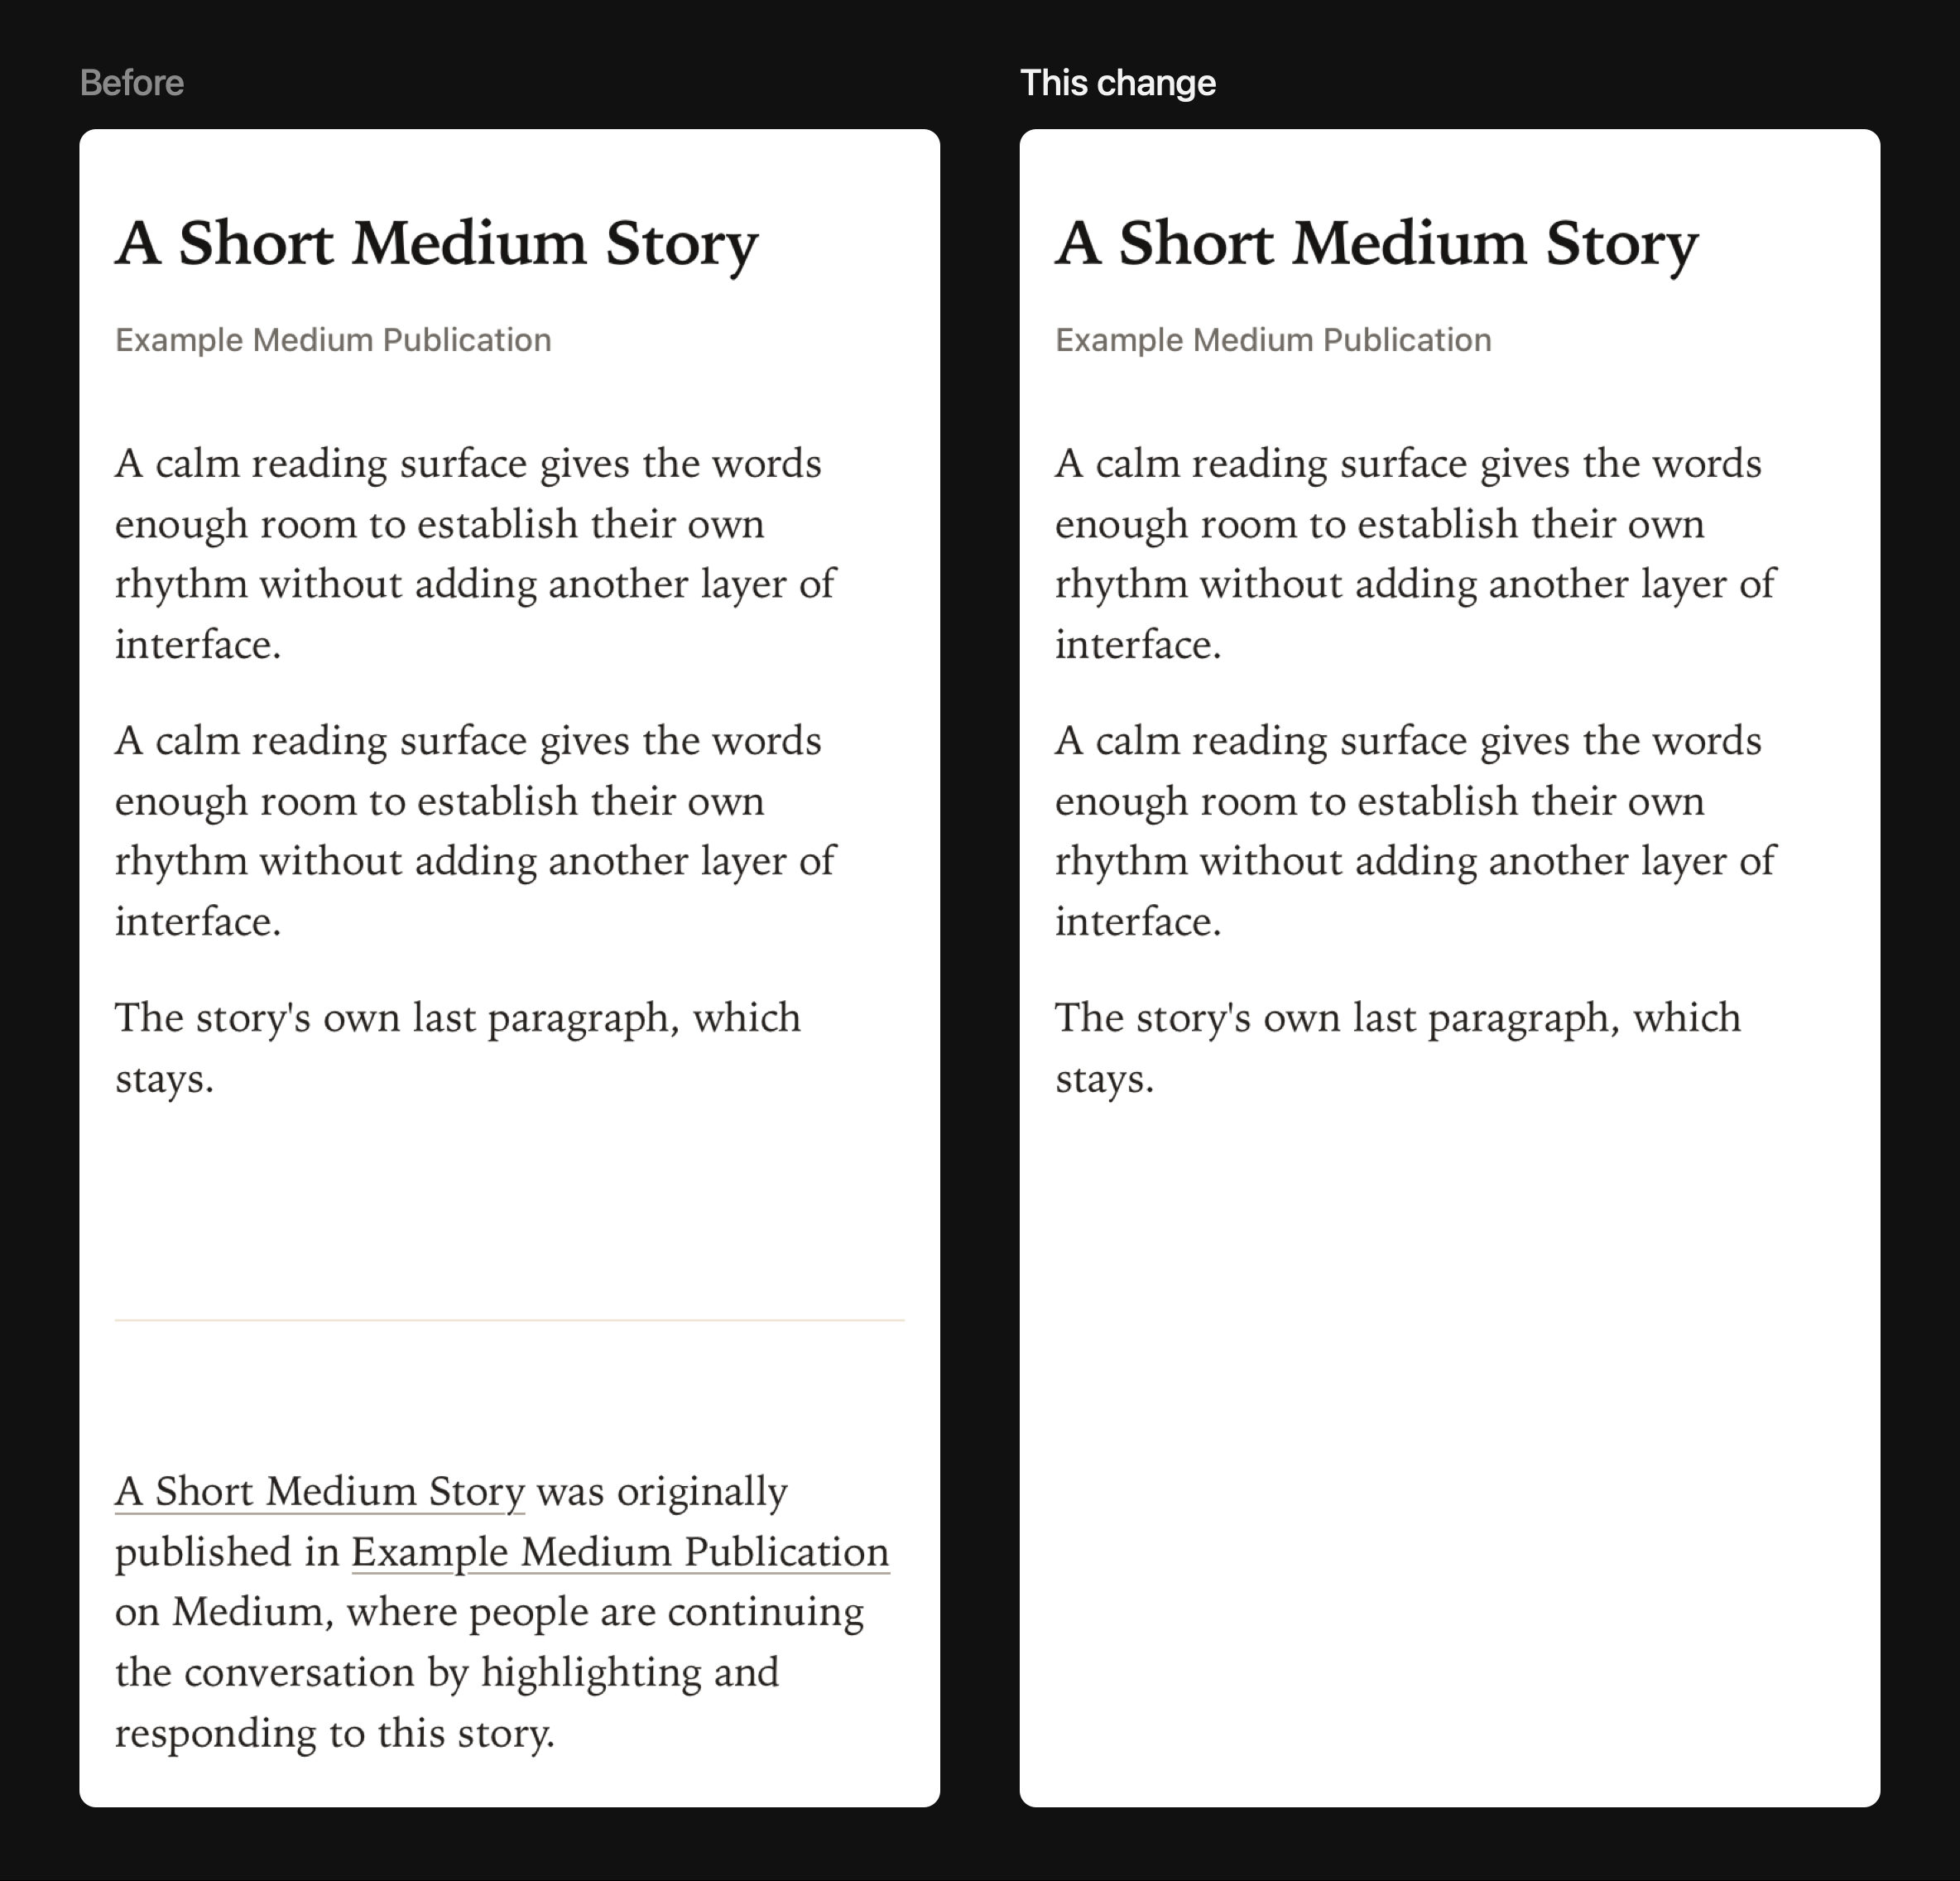 Before
A Short Medium Story
Example Medium Publication
A calm reading surface gives the words
enough room to establish their own
rhythm without adding another layer of
interface.
A calm reading surface gives the words
enough room to establish their own
rhythm without adding another layer of
interface.
The story's own last paragraph, which
stays.
A Short Medium Story was originally
published in Example Medium Publication
on Medium, where people are continuing
the conversation by highlighting and
responding to this story.
This change
A Short Medium Story
Example Medium Publication
A calm reading surface gives the words
enough room to establish their own
rhythm without adding another layer of
interface.
A calm reading surface gives the words
enough room to establish their own
rhythm without adding another layer of
interface.
The story's own last paragraph, which
stays.